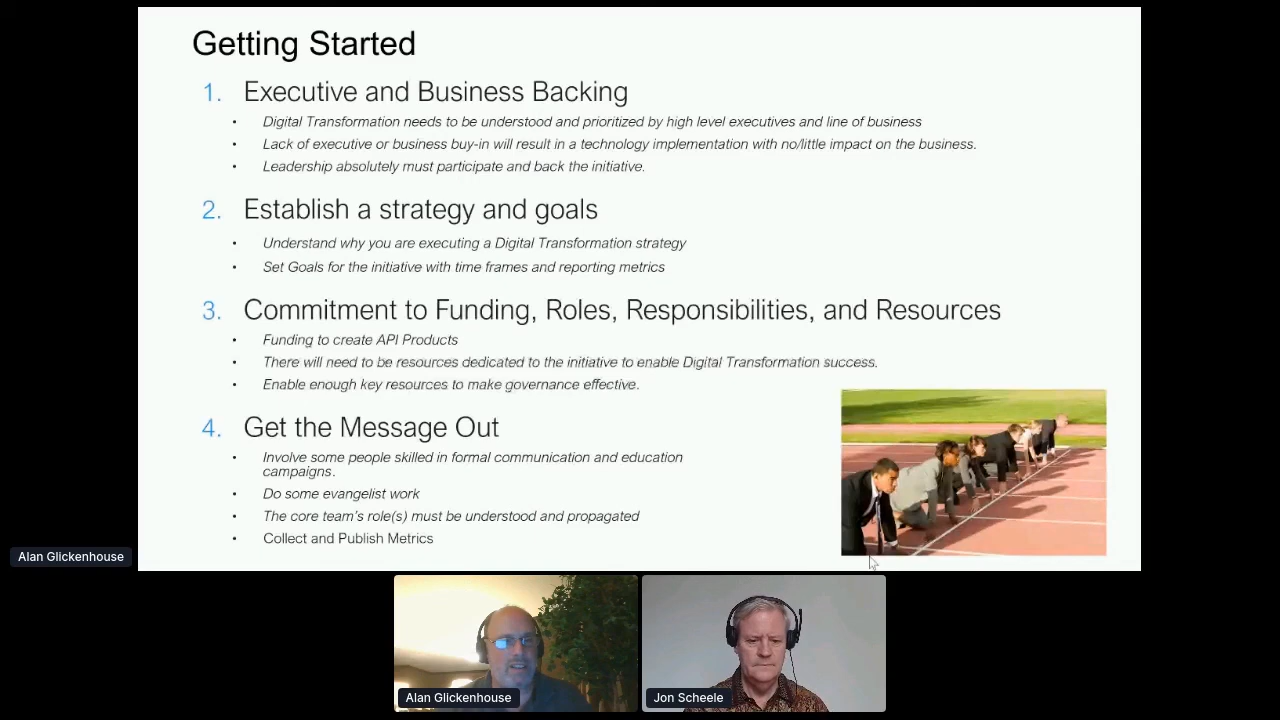 Getting Started
1. Executive and Business Backing
• Digital Transformation needs to be understood and prioritized by high level executives and line of business
• Lack of executive or business buy-in will result in a technology implementation with no/little impact on the business.
• Leadership absolutely must participate and back the initiative.
2. Establish a strategy and goals
• Understand why you are executing a Digital Transformation strategy
• Set Goals for the initiative with time frames and reporting metrics
3. Commitment to Funding, Roles, Responsibilities, and Resources
• Funding to create API Products
• There will need to be resources dedicated to the initiative to enable Digital Transformation success.
• Enable enough key resources to make governance effective.
4. Get the Message Out
• Involve some people skilled in formal communication and education
campaigns.
• Do some evangelist work
• The core team's role(s) must be understood and propagated
• Collect and Publish Metrics
Alan Glickenhouse
Alan Glickenhouse
Jon Scheele